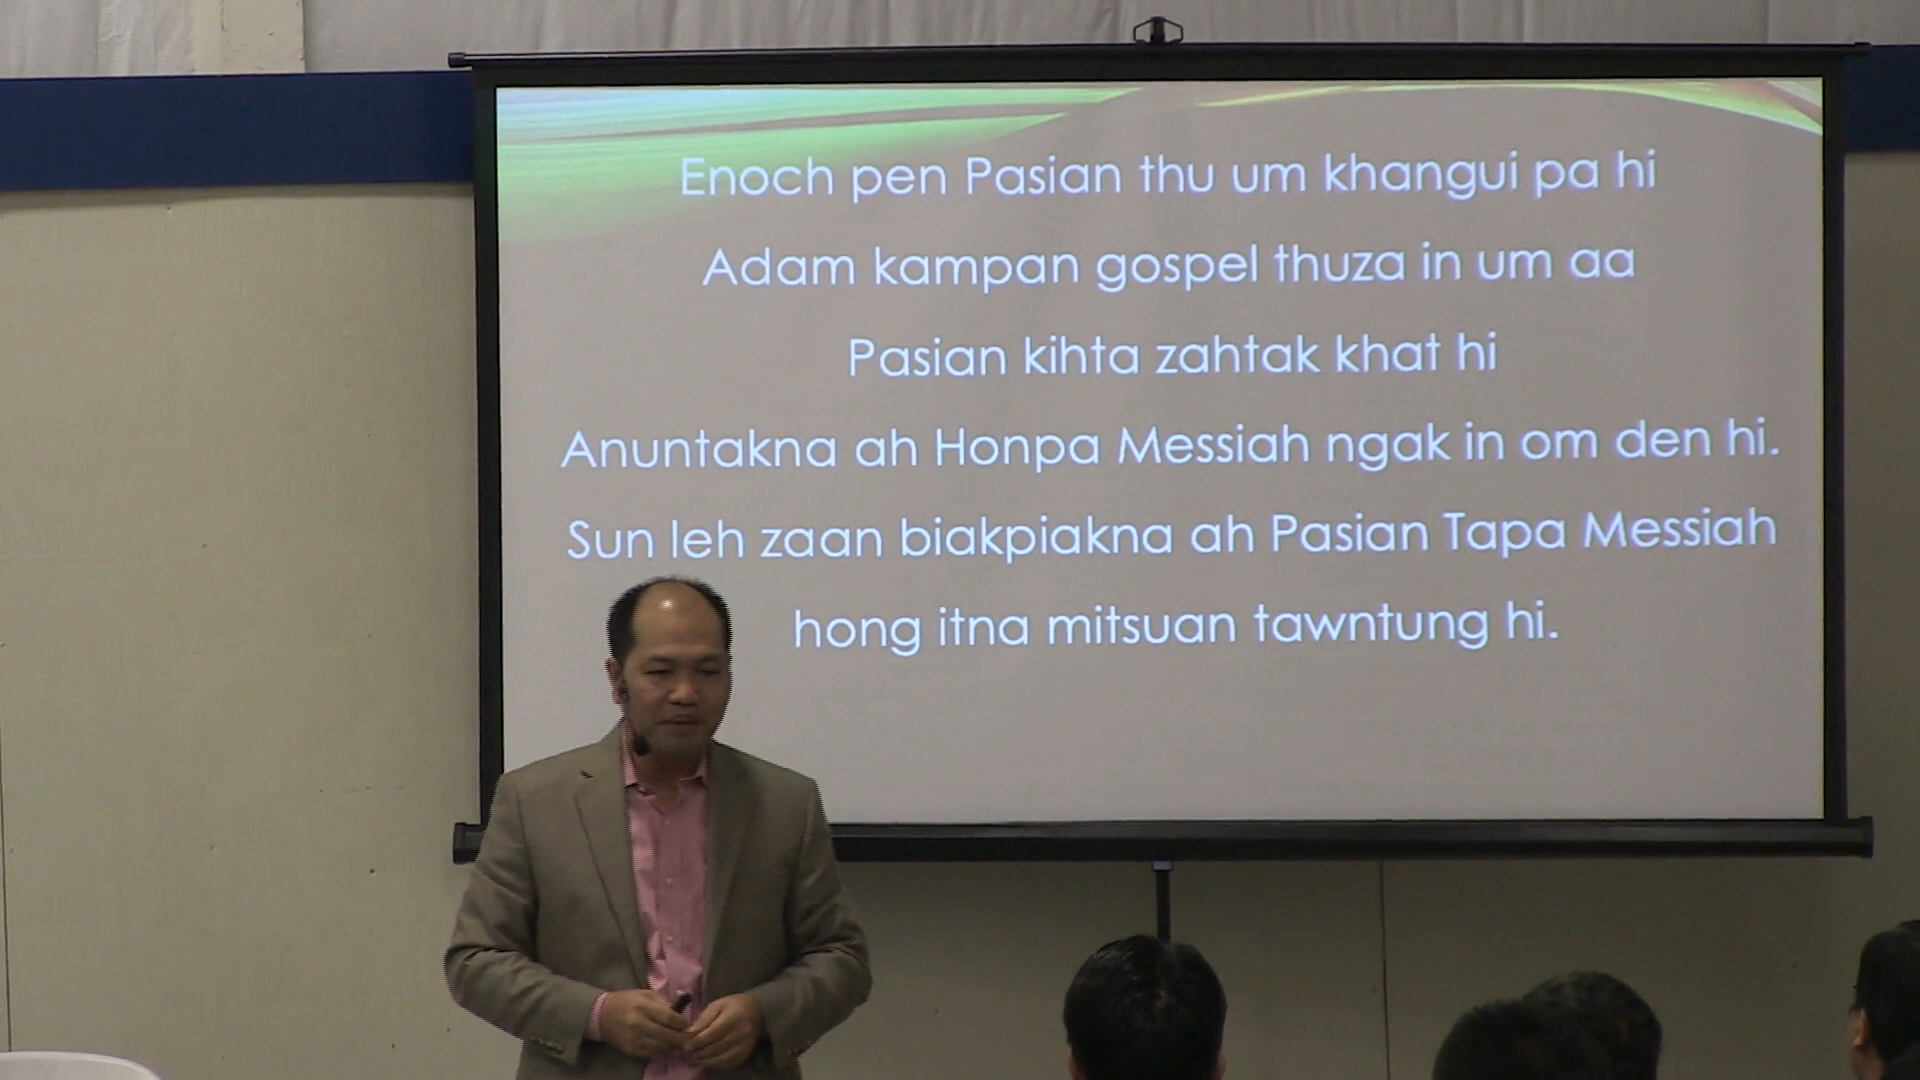 Enoch pen Pasian thu um khangui pa hi
Adam kampan gospel thuza in um aa
Pasian kihta zahtak khat hi
Anuntakna ah Honpa Messiah ngak in om den hi.
Sun leh zaan biakpiakna ah Pasian Tapa Messiah
hong itna mitsuan tawntung hi.